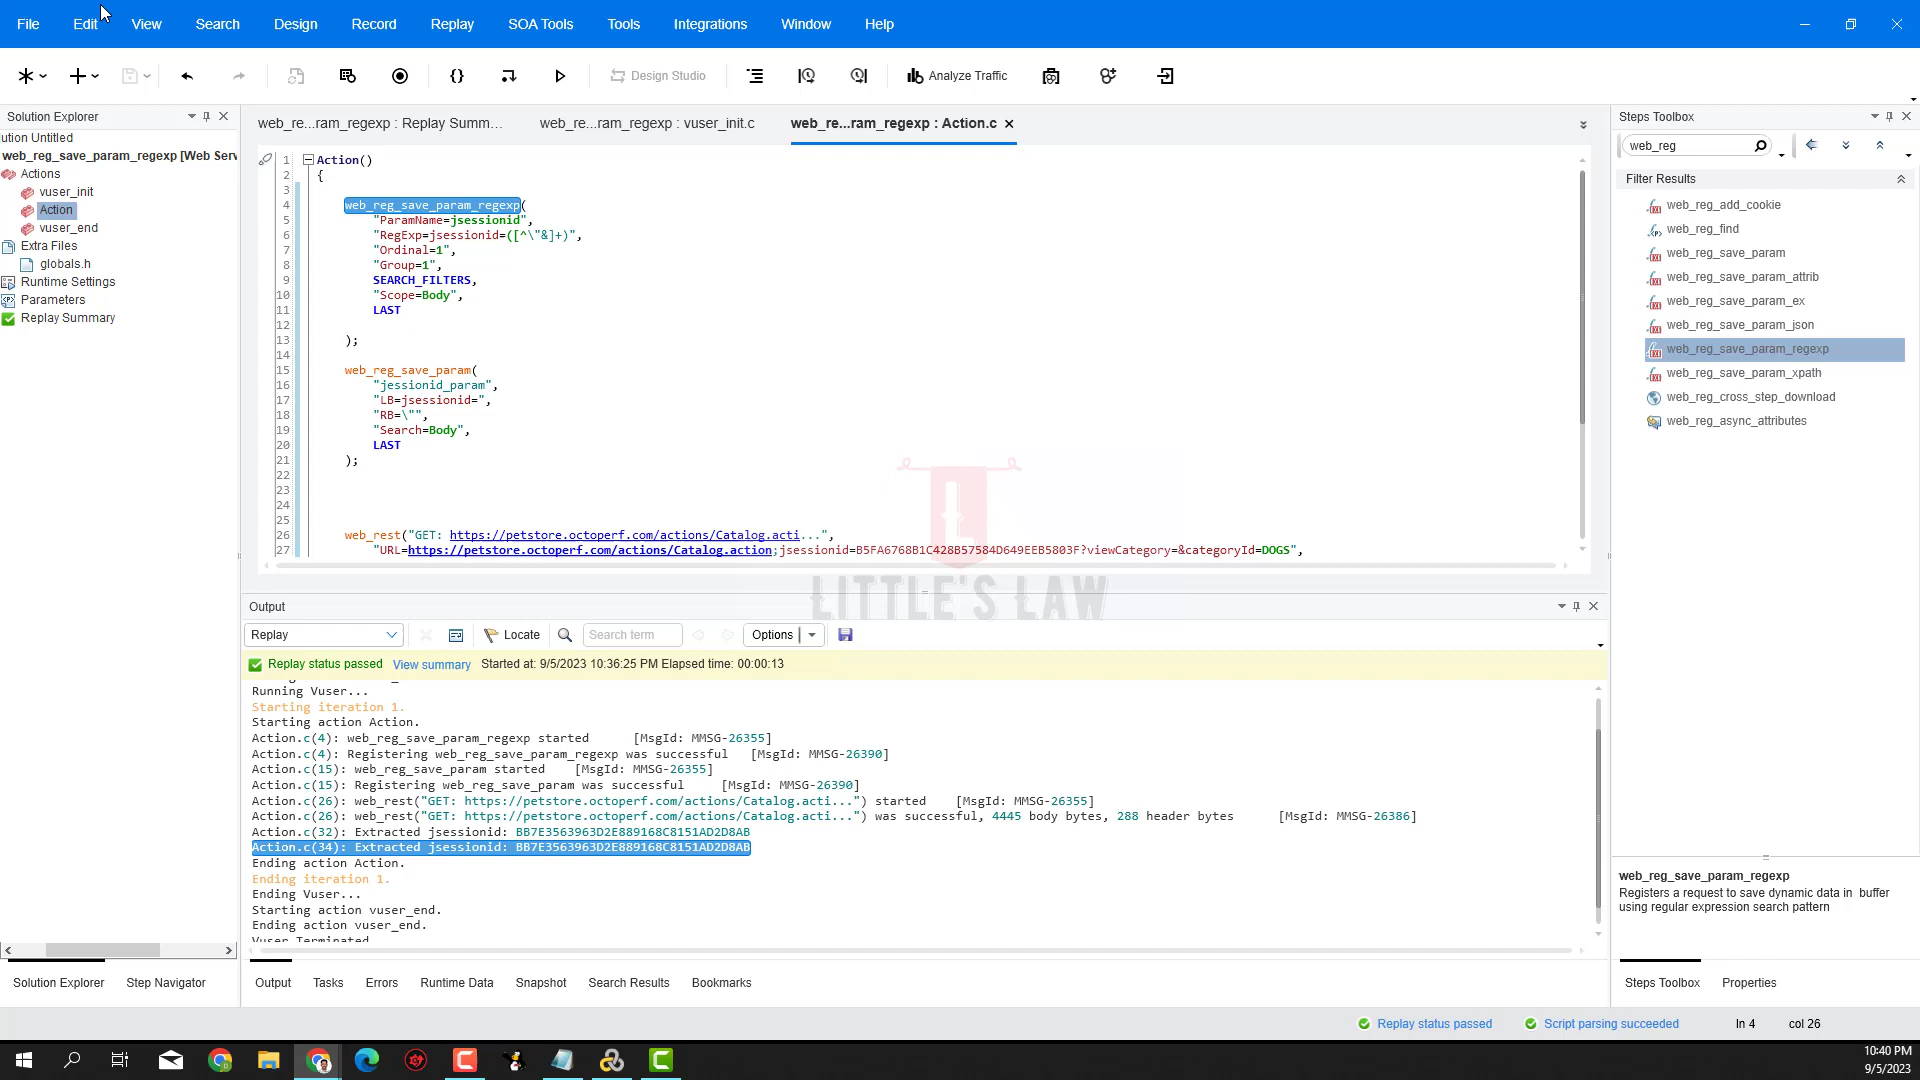 File Edit View Search Design Record Replay SOA Tools Tools Integrations Window Help
Design Studio
Analyze Traffic
Solution Explorer
ution Untitled
web_reg_save_param_regexp [Web Serv
Actions
vuser_init
Action
vuser_end
Extra Files
globals.h
Runtime Settings
Parameters
Replay Summary
web_re...ram_regexp : Replay Summ...
web_re...ram_regexp : vuser_init.c
web_re...ram_regexp : Action.c
1 Action()
2 {
3
4 web_reg_save_param_regexp(
5 "ParamName=jsessionid",
6 "RegExp=jsessionid=([^\"&]+)",
7 "Ordinal=1",
8 "Group=1",
9 SEARCH_FILTERS,
10 "Scope=Body",
11 LAST
12
13 );
14
15 web_reg_save_param(
16 "jessionid_param",
17 "LB=jsessionid=",
18 "RB=\"",
19 "Search=Body",
20 LAST
21 );
22
23
24
25
26 web_rest("GET: https://petstore.octoperf.com/actions/Catalog.acti...",
27 "URL=https://petstore.octoperf.com/actions/Catalog.action;jsessionid=B5FA6768B1C428B57584D649EEB5803F?viewCategory=&categoryId=DOGS",
LITTLE'S LAW
Output
Replay
Locate
Search term
Options
Replay status passed View summary Started at: 9/5/2023 10:36:25 PM Elapsed time: 00:00:13
Running Vuser...
Starting iteration 1.
Starting action Action.
Action.c(4): web_reg_save_param_regexp started [MsgId: MMSG-26355]
Action.c(4): Registering web_reg_save_param_regexp was successful [MsgId: MMSG-26390]
Action.c(15): web_reg_save_param started [MsgId: MMSG-26355]
Action.c(15): Registering web_reg_save_param was successful [MsgId: MMSG-26390]
Action.c(26): web_rest("GET: https://petstore.octoperf.com/actions/Catalog.acti...") started [MsgId: MMSG-26355]
Action.c(26): web_rest("GET: https://petstore.octoperf.com/actions/Catalog.acti...") was successful, 4445 body bytes, 288 header bytes [MsgId: MMSG-26386]
Action.c(32): Extracted jsessionid: BB7E3563963D2E889168C8151AD2D8AB
Action.c(34): Extracted jsessionid: BB7E3563963D2E889168C8151AD2D8AB
Ending action Action.
Ending iteration 1.
Ending Vuser...
Starting action vuser_end.
Ending action vuser_end.
Vuser Terminated
Steps Toolbox
web_reg
Filter Results
web_reg_add_cookie
web_reg_find
web_reg_save_param
web_reg_save_param_attrib
web_reg_save_param_ex
web_reg_save_param_json
web_reg_save_param_regexp
web_reg_save_param_xpath
web_reg_cross_step_download
web_reg_async_attributes
web_reg_save_param_regexp
Registers a request to save dynamic data in buffer
using regular expression search pattern
Solution Explorer Step Navigator
Output Tasks Errors Runtime Data Snapshot Search Results Bookmarks
Steps Toolbox Properties
Replay status passed Script parsing succeeded ln 4 col 26
10:40 PM
9/5/2023